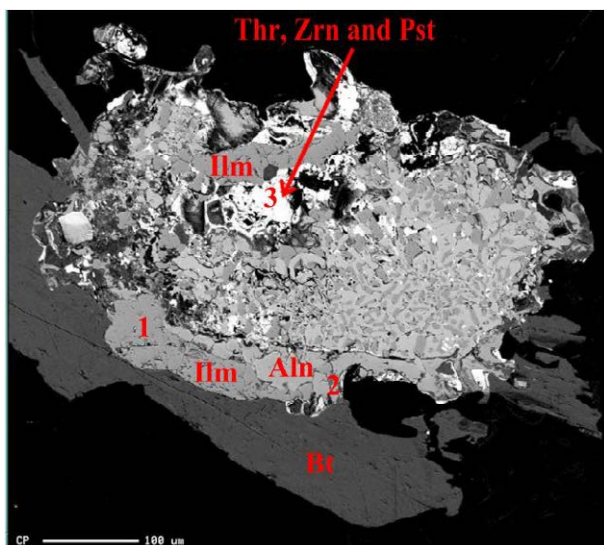 Thr, Zrn and Pst
Ilm
3
1
Ilm
Aln
2
Bt
CP
100 um